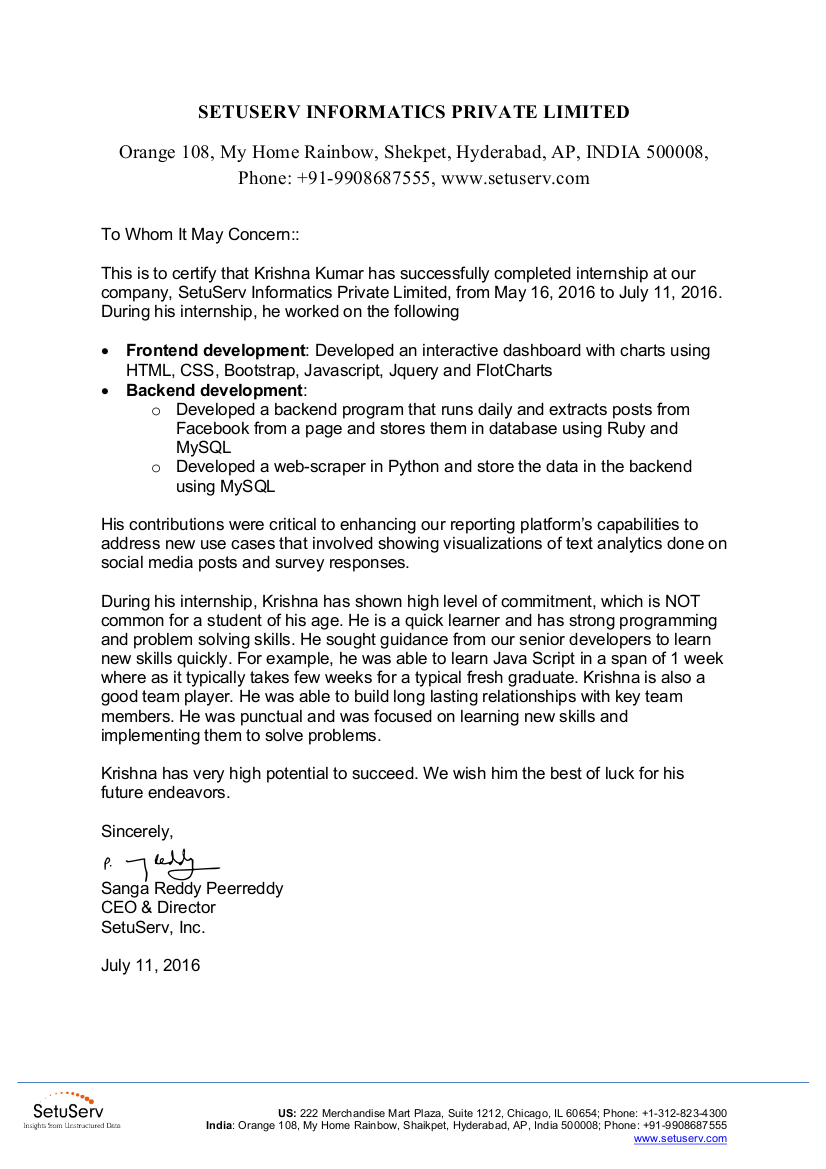 SETUSERV INFORMATICS PRIVATE LIMITED
Orange 108, My Home Rainbow, Shekpet, Hyderabad, AP, INDIA 500008,
Phone: +91-9908687555, www.setuserv.com
To Whom It May Concern::
This is to certify that Krishna Kumar has successfully completed internship at our
company, SetuServ Informatics Private Limited, from May 16, 2016 to July 11, 2016.
During his internship, he worked on the following
• Frontend development: Developed an interactive dashboard with charts using
HTML, CSS, Bootstrap, Javascript, Jquery and FlotCharts
• Backend development:
o Developed a backend program that runs daily and extracts posts from
Facebook from a page and stores them in database using Ruby and
MySQL
o Developed a web-scraper in Python and store the data in the backend
using MySQL
His contributions were critical to enhancing our reporting platform’s capabilities to
address new use cases that involved showing visualizations of text analytics done on
social media posts and survey responses.
During his internship, Krishna has shown high level of commitment, which is NOT
common for a student of his age. He is a quick learner and has strong programming
and problem solving skills. He sought guidance from our senior developers to learn
new skills quickly. For example, he was able to learn Java Script in a span of 1 week
where as it typically takes few weeks for a typical fresh graduate. Krishna is also a
good team player. He was able to build long lasting relationships with key team
members. He was punctual and was focused on learning new skills and
implementing them to solve problems.
Krishna has very high potential to succeed. We wish him the best of luck for his
future endeavors.
Sincerely,
P. Reddy
Sanga Reddy Peerreddy
CEO & Director
SetuServ, Inc.
July 11, 2016
SetuServ
Insights from Unstructured Data
US: 222 Merchandise Mart Plaza, Suite 1212, Chicago, IL 60654; Phone: +1-312-823-4300
India: Orange 108, My Home Rainbow, Shaikpet, Hyderabad, AP, India 500008; Phone: +91-9908687555
www.setuserv.com